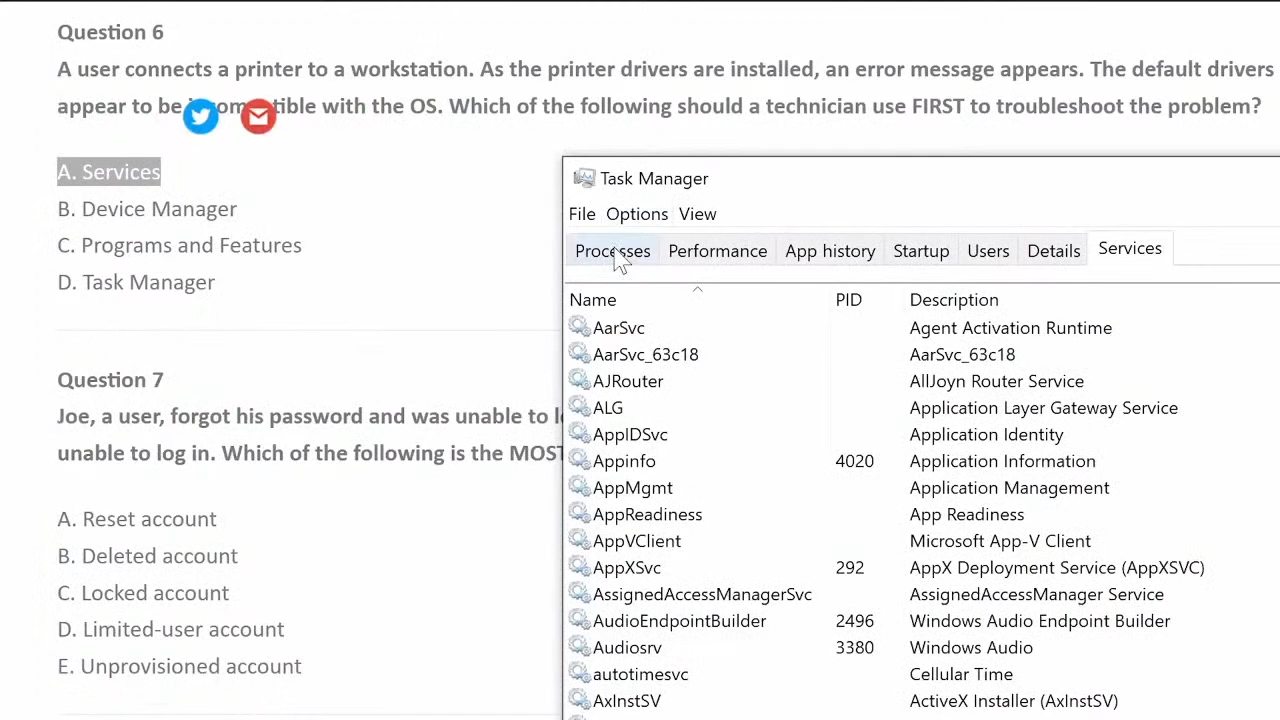 Question 6
A user connects a printer to a workstation. As the printer drivers are installed, an error message appears. The default drivers
appear to be with the OS. Which of the following should a technician use FIRST to troubleshoot the problem?
A. Services
B. Device Manager
C. Programs and Features
D. Task Manager
Question 7
Joe, a user, forgot his password and was unable to
unable to log in. Which of the following is the MOST
A. Reset account
B. Deleted account
C. Locked account
D. Limited-user account
E. Unprovisioned account
Task Manager
File Options View
Processes Performance App history Startup Users Details Services
Name PID Description
AarSvc Agent Activation Runtime
AarSvc_63c18 AarSvc_63c18
AJRouter AllJoyn Router Service
ALG Application Layer Gateway Service
AppIDSvc Application Identity
Appinfo 4020 Application Information
AppMgmt Application Management
AppReadiness App Readiness
AppVClient Microsoft App-V Client
AppXSvc 292 AppX Deployment Service (AppXSVC)
AssignedAccessManagerSvc AssignedAccessManager Service
AudioEndpointBuilder 2496 Windows Audio Endpoint Builder
Audiosrv 3380 Windows Audio
autotimesvc Cellular Time
AxInstSV ActiveX Installer (AxInstSV)